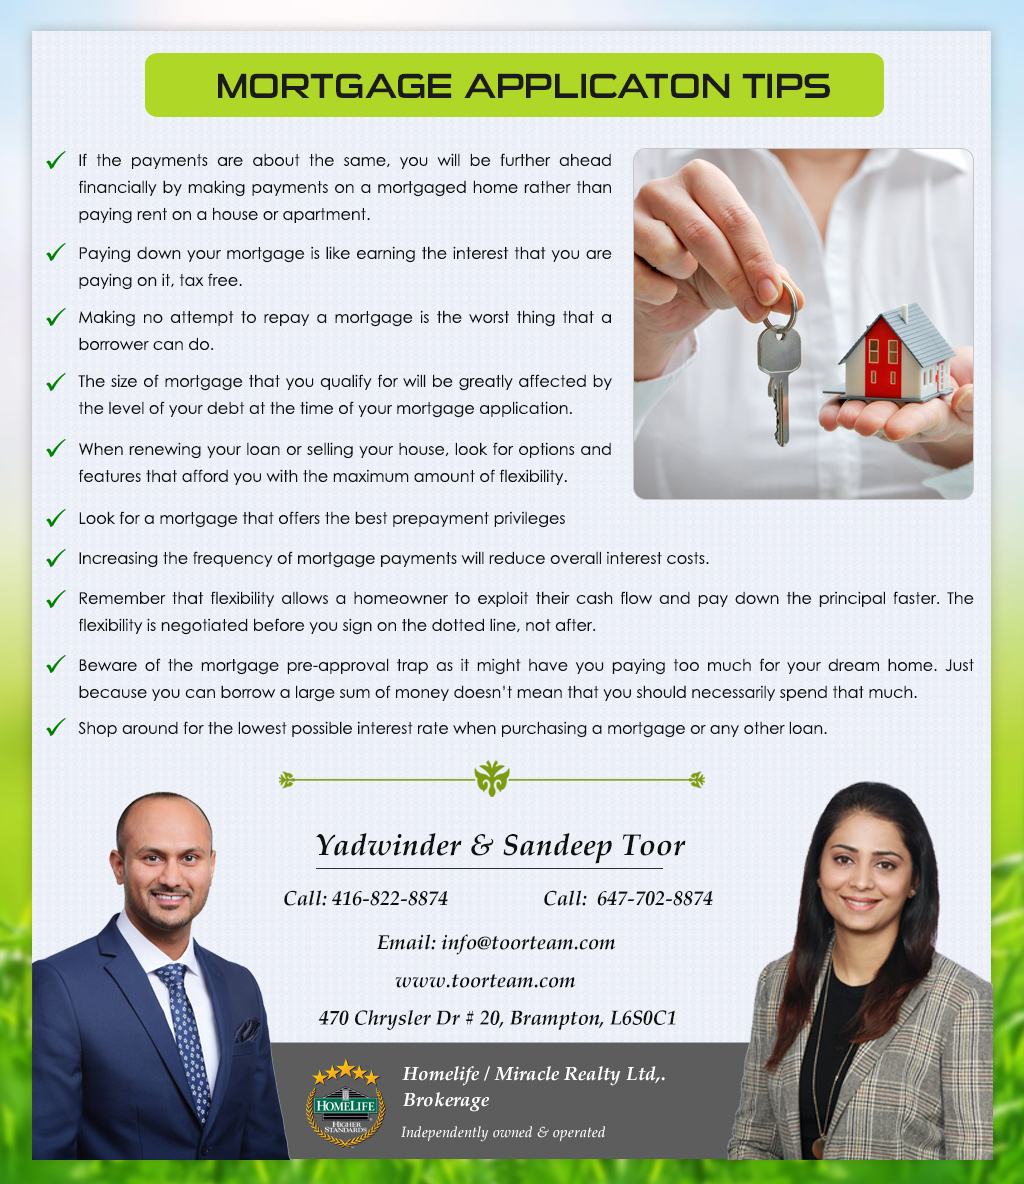 MORTGAGE APPLICATON TIPS
If the payments are about the same, you will be further ahead
financially by making payments on a mortgaged home rather than
paying rent on a house or apartment.
Paying down your mortgage is like earning the interest that you are
paying on it, tax free.
Making no attempt to repay a mortgage is the worst thing that a
borrower can do.
The size of mortgage that you qualify for will be greatly affected by
the level of your debt at the time of your mortgage application.
When renewing your loan or selling your house, look for options and
features that afford you with the maximum amount of flexibility.
Look for a mortgage that offers the best prepayment privileges
Increasing the frequency of mortgage payments will reduce overall interest costs.
Remember that flexibility allows a homeowner to exploit their cash flow and pay down the principal faster. The
flexibility is negotiated before you sign on the dotted line, not after.
Beware of the mortgage pre-approval trap as it might have you paying too much for your dream home. Just
because you can borrow a large sum of money doesn't mean that you should necessarily spend that much.
Shop around for the lowest possible interest rate when purchasing a mortgage or any other loan.
Yadwinder & Sandeep Toor
Call: 416-822-8874 Call: 647-702-8874
Email: info@toorteam.com
www.toorteam.com
470 Chrysler Dr # 20, Brampton, L6S0C1
Homelife / Miracle Realty Ltd,.
Brokerage
Independently owned & operated
HOMELIFE
HIGHER
STANDARDS